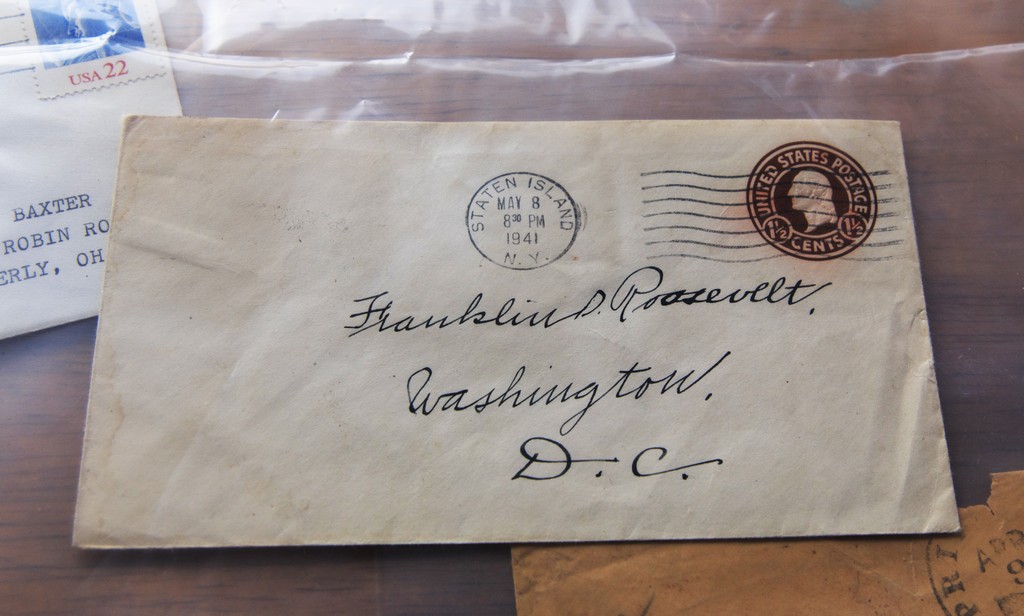 USA 22
BAXTER
ROBIN RO
ERLY, OH
STATEN ISLAND
MAY 8
830 PM
1941
N. Y.
UNITED STATES POSTAGE
1½ CENTS 1½
Franklin D. Roosevelt,
Washington,
D. C.